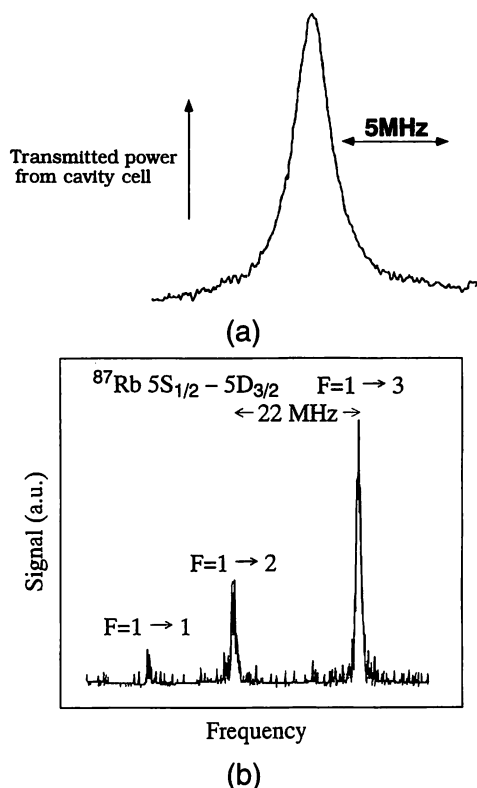 5MHz
Transmitted power
from cavity cell
(a)
⁸⁷Rb 5S₁/₂ – 5D₃/₂ F=1 → 3
← 22 MHz →
Signal (a.u.)
F=1 → 2
F=1 → 1
Frequency
(b)